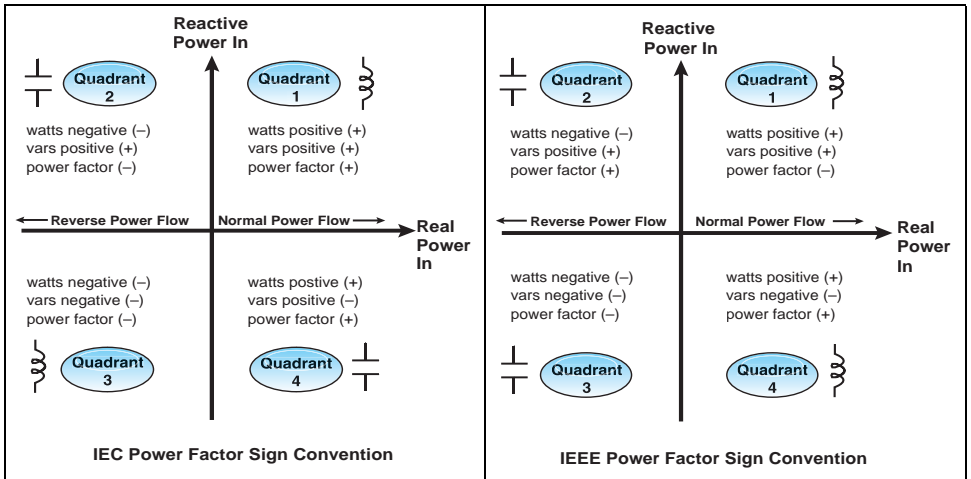 Reactive
Power In
Quadrant
2
Quadrant
1
watts negative (–)
vars positive (+)
power factor (–)
watts positive (+)
vars positive (+)
power factor (+)
Reverse Power Flow
Normal Power Flow
Real
Power
In
watts negative (–)
vars negative (–)
power factor (–)
watts postive (+)
vars positive (–)
power factor (+)
Quadrant
3
Quadrant
4
IEC Power Factor Sign Convention
Reactive
Power In
Quadrant
2
Quadrant
1
watts negative (–)
vars positive (+)
power factor (+)
watts positive (+)
vars positive (+)
power factor (–)
Reverse Power Flow
Normal Power Flow
Real
Power
In
watts negative (–)
vars negative (–)
power factor (–)
watts positive (+)
vars negative (–)
power factor (+)
Quadrant
3
Quadrant
4
IEEE Power Factor Sign Convention